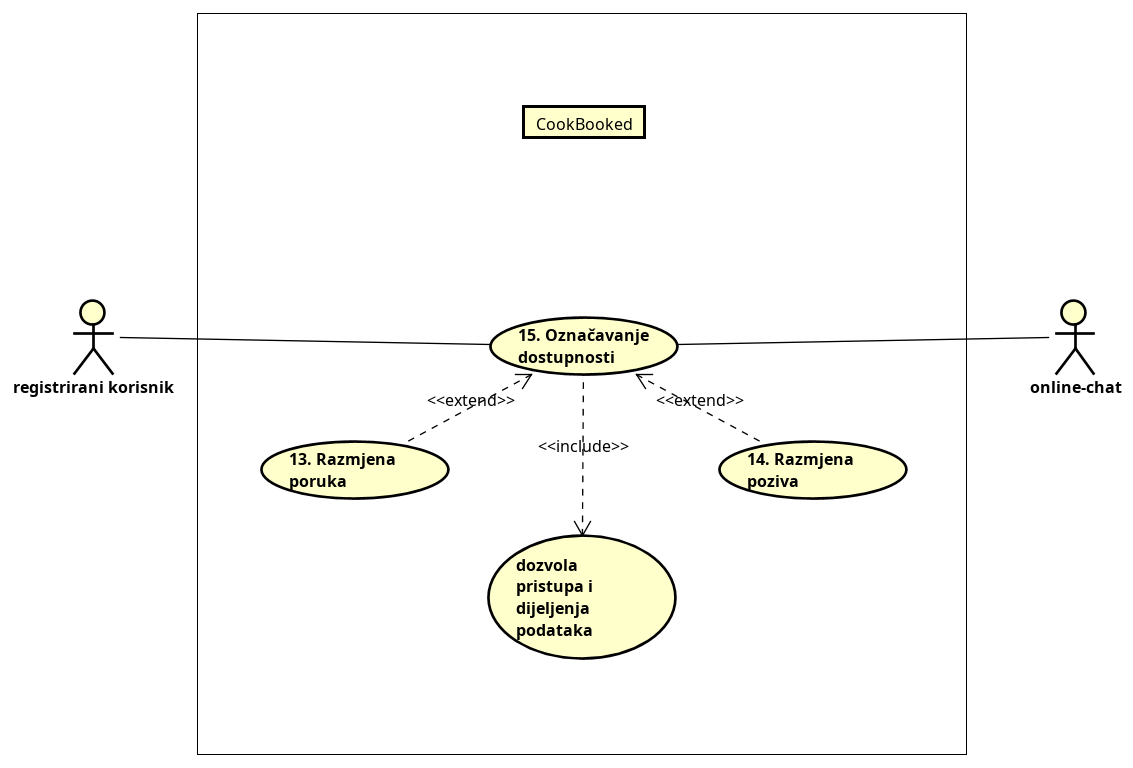 CookBooked
15. Označavanje
dostupnosti
registrirani korisnik
online-chat
<<extend>>
<<extend>>
<<include>>
13. Razmjena
poruka
14. Razmjena
poziva
dozvola
pristupa i
dijeljenja
podataka